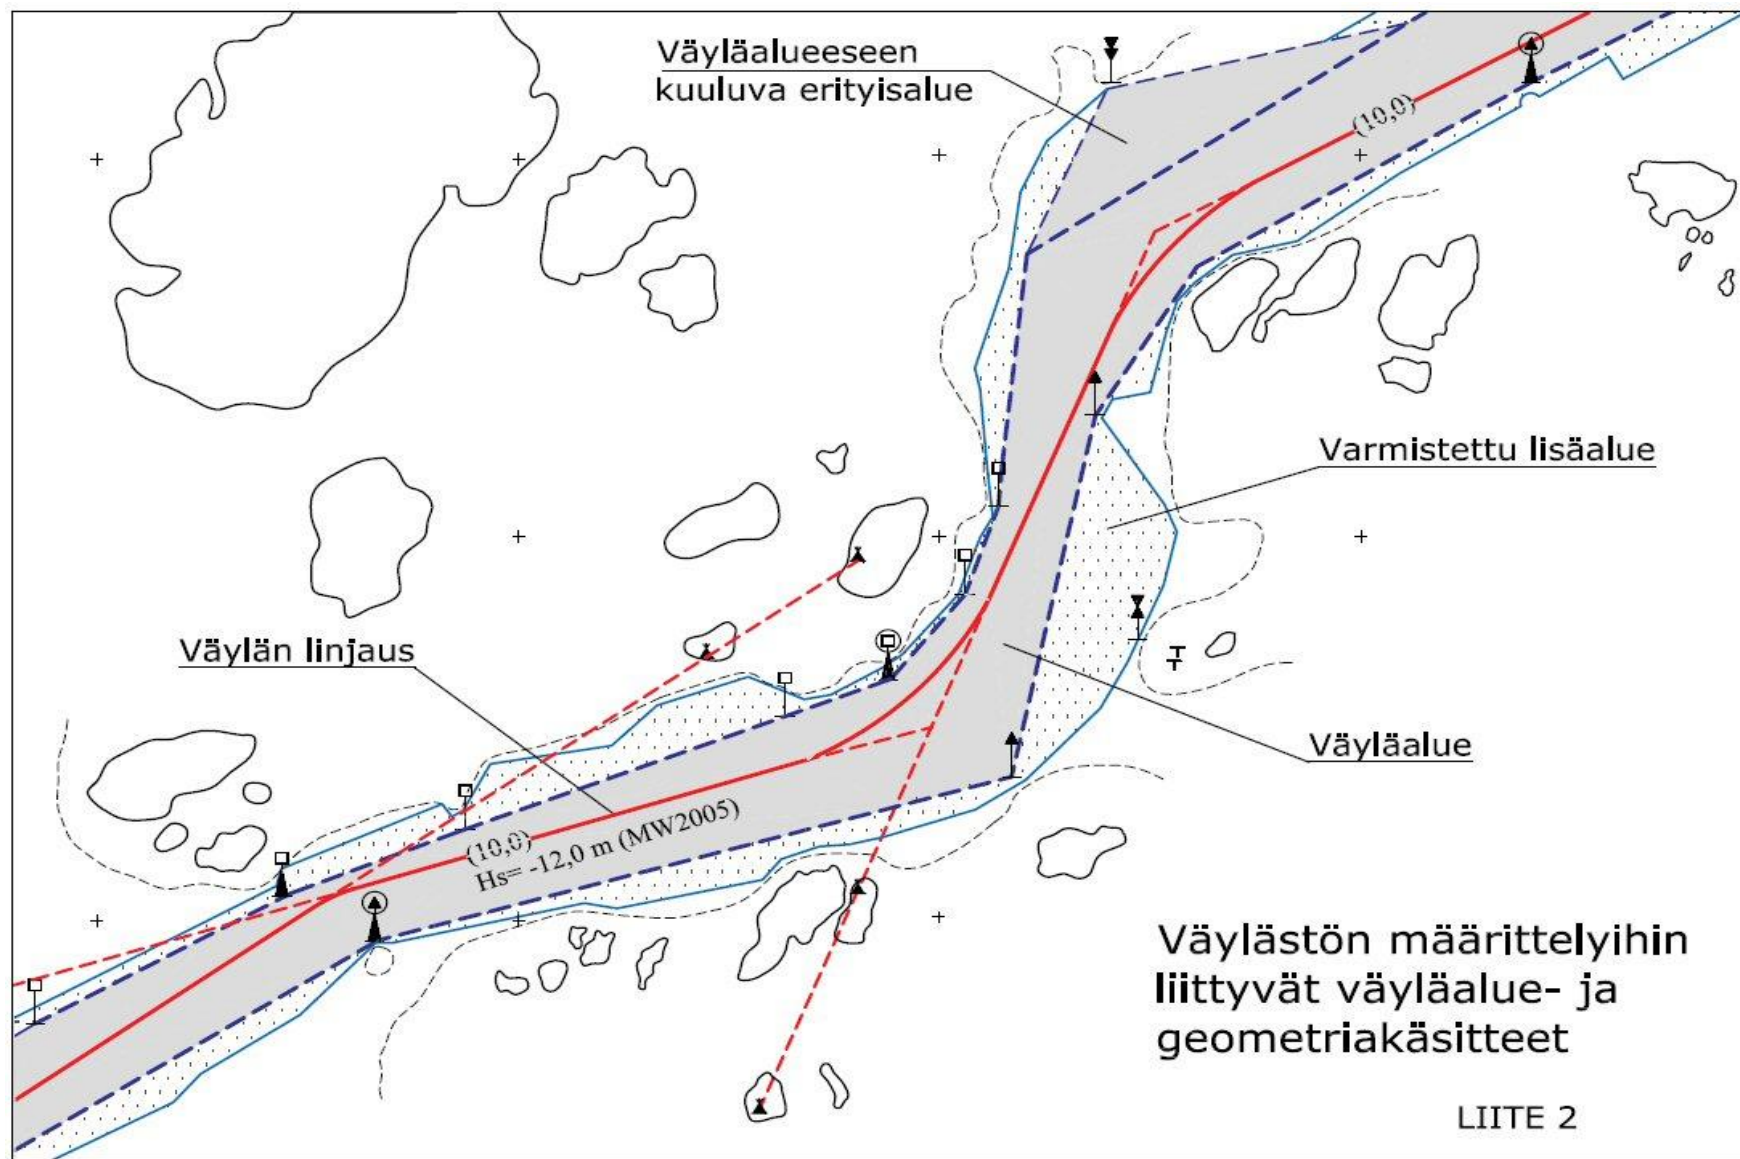 Väyläalueeseen
kuuluva erityisalue
(10,0)
Varmistettu lisäalue
Väylän linjaus
Väyläalue
(10,0)
Hs= -12,0 m (MW2005)
Väylästön määrittelyihin
liittyvät väyläalue- ja
geometriakäsitteet
LIITE 2